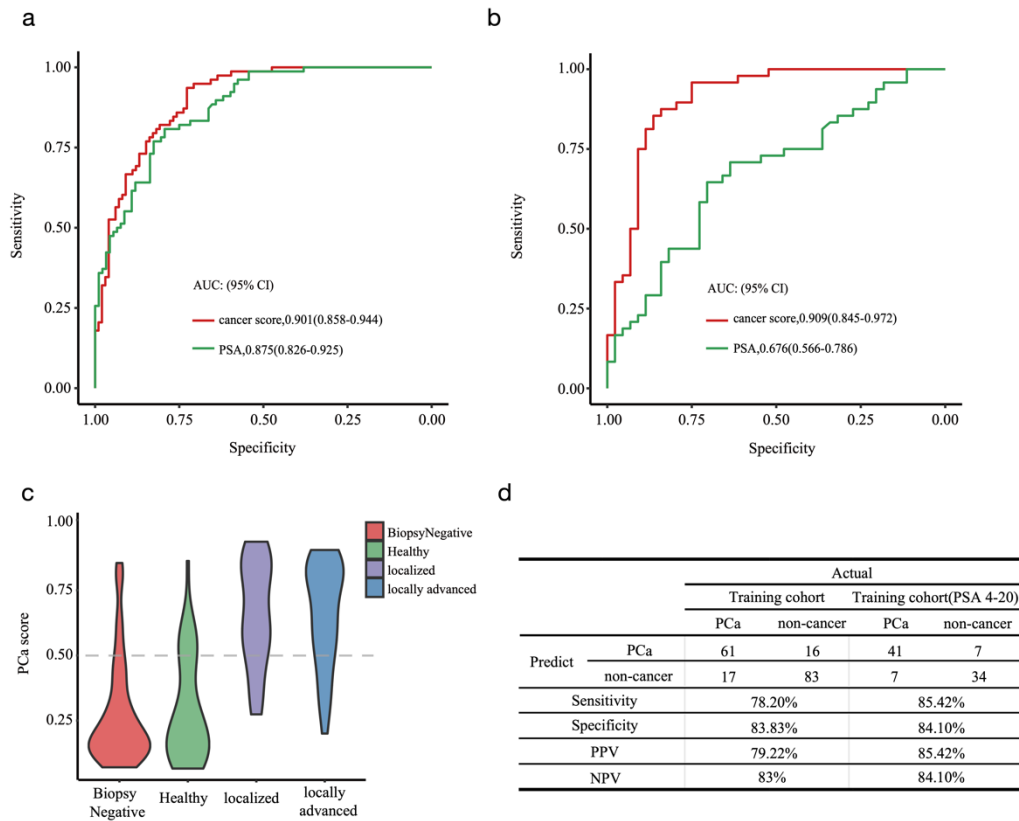 a
1.00
0.75
0.50
0.25
0.00
Sensitivity
AUC: (95% CI)
cancer score,0.901(0.858-0.944)
PSA,0.875(0.826-0.925)
1.00 0.75 0.50 0.25 0.00
Specificity
b
1.00
0.75
0.50
0.25
0.00
Sensitivity
AUC: (95% CI)
cancer score,0.909(0.845-0.972)
PSA,0.676(0.566-0.786)
1.00 0.75 0.50 0.25 0.00
Specificity
c
1.00
0.75
0.50
0.25
PCa score
BiopsyNegative
Healthy
localized
locally advanced
Biopsy Negative
Healthy
localized
locally advanced
d
Actual
Training cohort Training cohort(PSA 4-20)
PCa non-cancer PCa non-cancer
Predict
PCa 61 16 41 7
non-cancer 17 83 7 34
Sensitivity 78.20% 85.42%
Specificity 83.83% 84.10%
PPV 79.22% 85.42%
NPV 83% 84.10%